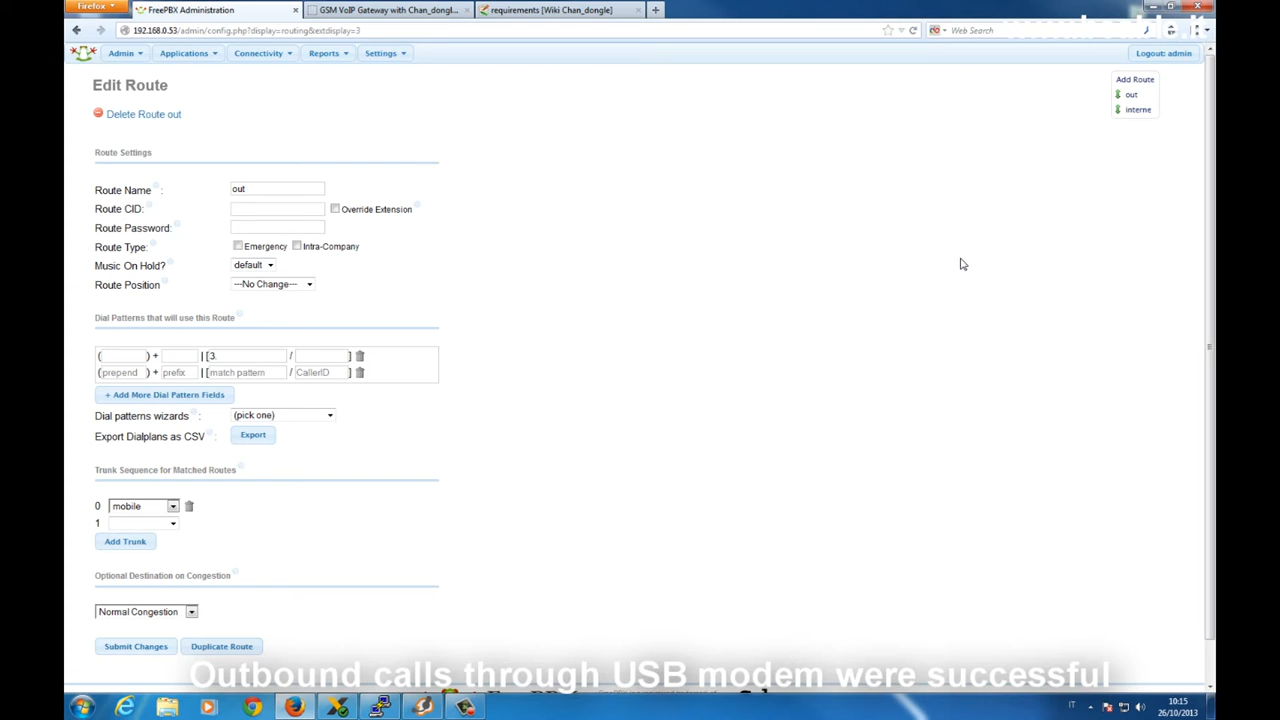 Firefox
FreePBX Administration
GSM VoIP Gateway with Chan_dongl...
requirements [Wiki Chan_dongle]
192.168.0.53/admin/config.php?display=routing&extdisplay=3
Web Search
Admin
Applications
Connectivity
Reports
Settings
Logout: admin
Edit Route
Add Route
out
interne
Delete Route out
Route Settings
Route Name :
out
Route CID:
Override Extension
Route Password:
Route Type:
Emergency
Intra-Company
Music On Hold?
default
Route Position
---No Change---
Dial Patterns that will use this Route
( ) + | [ 3. / ]
( prepend ) + prefix | [ match pattern / CallerID ]
+ Add More Dial Pattern Fields
Dial patterns wizards :
(pick one)
Export Dialplans as CSV :
Export
Trunk Sequence for Matched Routes
0 mobile
1
Add Trunk
Optional Destination on Congestion
Normal Congestion
Submit Changes
Duplicate Route
Outbound calls through USB modem were successful
IT
10:15
26/10/2013